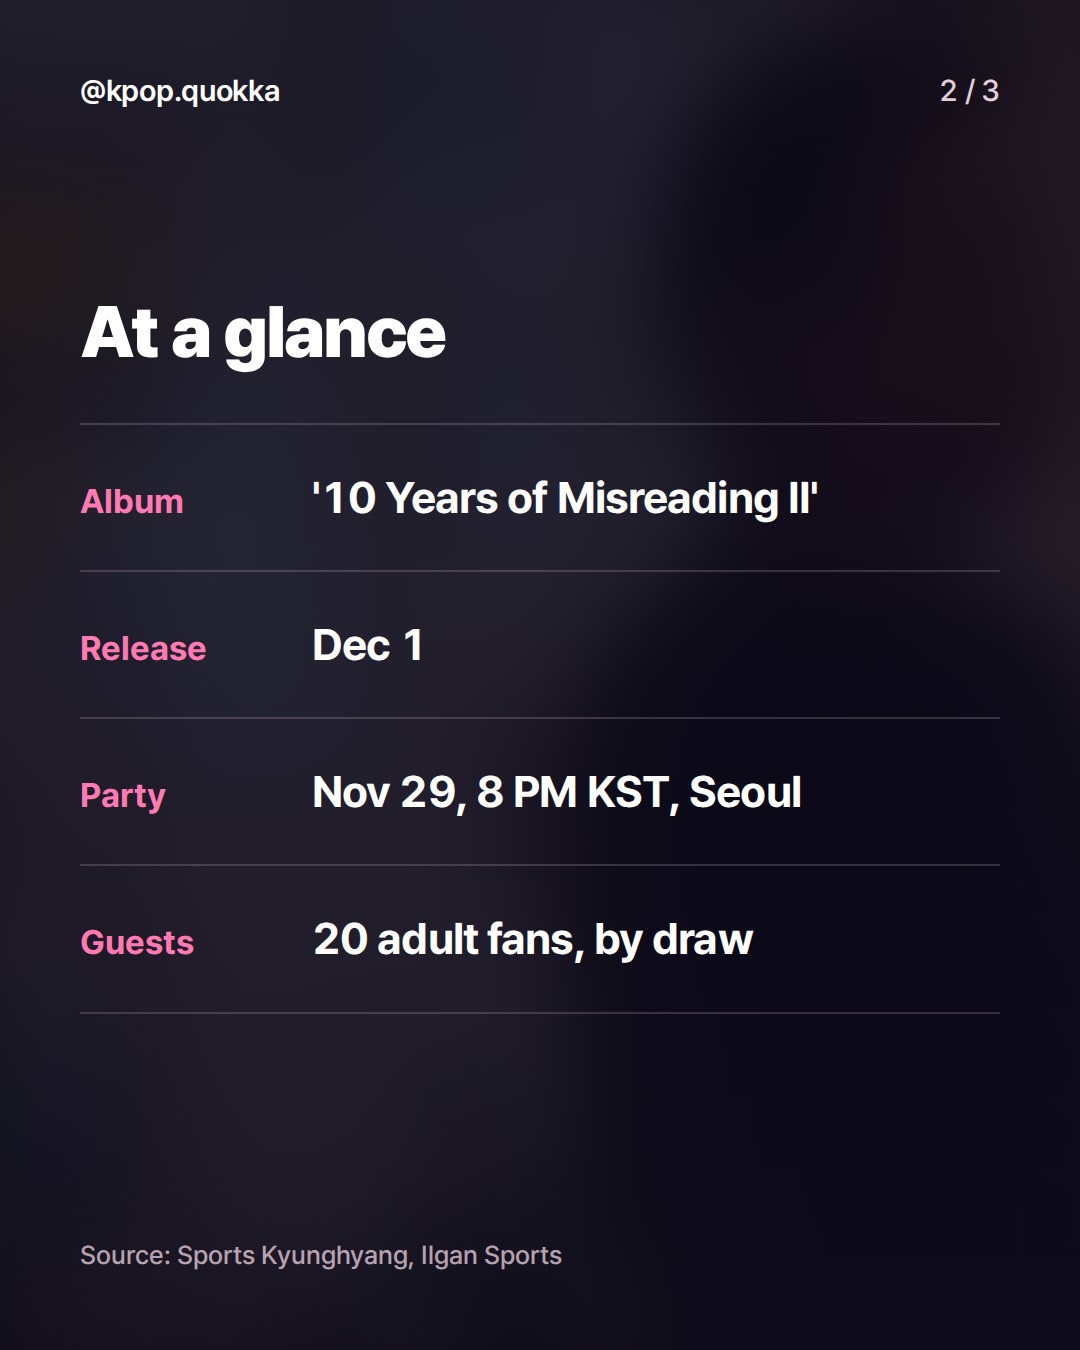 @kpop.quokka
2 / 3
At a glance
Album '10 Years of Misreading II'
Release Dec 1
Party Nov 29, 8 PM KST, Seoul
Guests 20 adult fans, by draw
Source: Sports Kyunghyang, Ilgan Sports